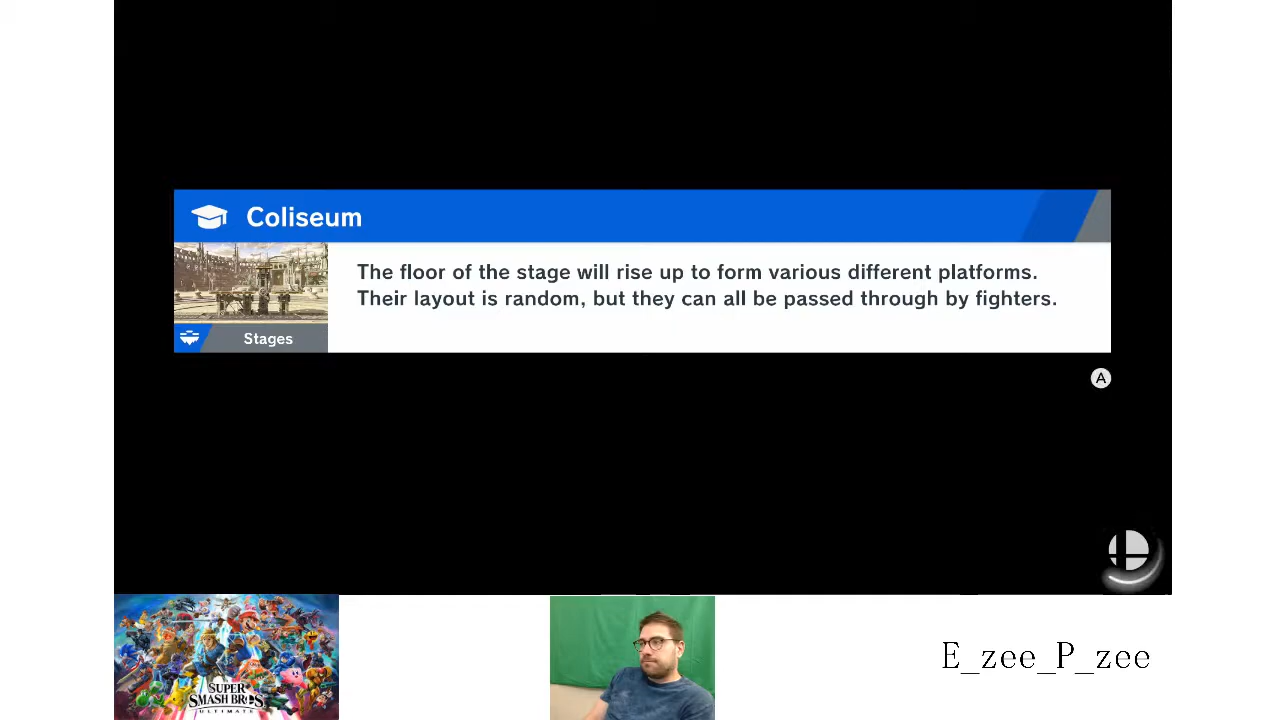 Coliseum
The floor of the stage will rise up to form various different platforms.
Their layout is random, but they can all be passed through by fighters.
Stages
A
SUPER
SMASH BROS.
ULTIMATE
E_zee_P_zee